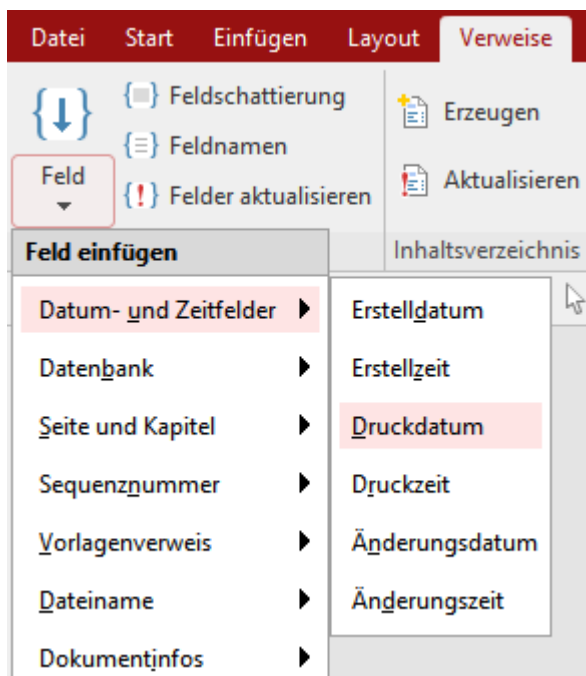 Datei Start Einfügen Layout Verweise
Feldschattierung
Feldnamen
Felder aktualisieren
Feld
Erzeugen
Aktualisieren
Inhaltsverzeichnis
Feld einfügen
Datum- und Zeitfelder
Datenbank
Seite und Kapitel
Sequenznummer
Vorlagenverweis
Dateiname
Dokumentinfos
Erstelldatum
Erstellzeit
Druckdatum
Druckzeit
Änderungsdatum
Änderungszeit